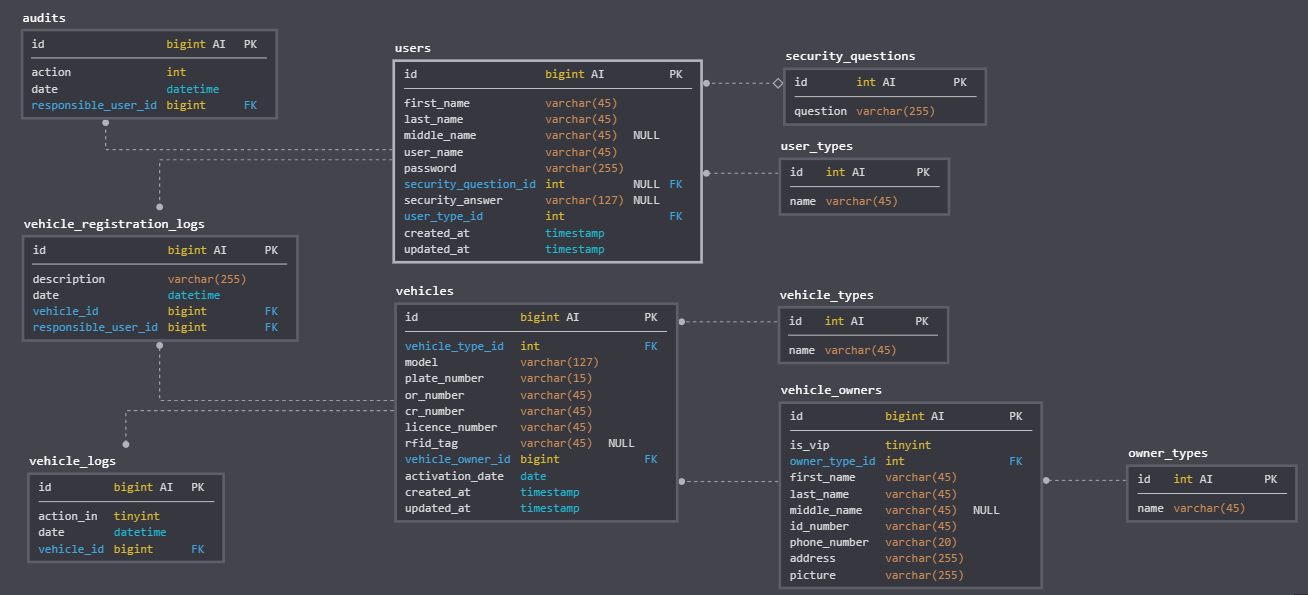 audits
id bigint AI PK
action int
date datetime
responsible_user_id bigint FK
users
id bigint AI PK
first_name varchar(45)
last_name varchar(45)
middle_name varchar(45) NULL
user_name varchar(45)
password varchar(255)
security_question_id int NULL FK
security_answer varchar(127) NULL
user_type_id int FK
created_at timestamp
updated_at timestamp
security_questions
id int AI PK
question varchar(255)
user_types
id int AI PK
name varchar(45)
vehicle_registration_logs
id bigint AI PK
description varchar(255)
date datetime
vehicle_id bigint FK
responsible_user_id bigint FK
vehicles
id bigint AI PK
vehicle_type_id int FK
model varchar(127)
plate_number varchar(15)
or_number varchar(45)
cr_number varchar(45)
licence_number varchar(45)
rfid_tag varchar(45) NULL
vehicle_owner_id bigint FK
activation_date date
created_at timestamp
updated_at timestamp
vehicle_types
id int AI PK
name varchar(45)
vehicle_owners
id bigint AI PK
is_vip tinyint
owner_type_id int FK
first_name varchar(45)
last_name varchar(45)
middle_name varchar(45) NULL
id_number varchar(45)
phone_number varchar(20)
address varchar(255)
picture varchar(255)
owner_types
id int AI PK
name varchar(45)
vehicle_logs
id bigint AI PK
action_in tinyint
date datetime
vehicle_id bigint FK